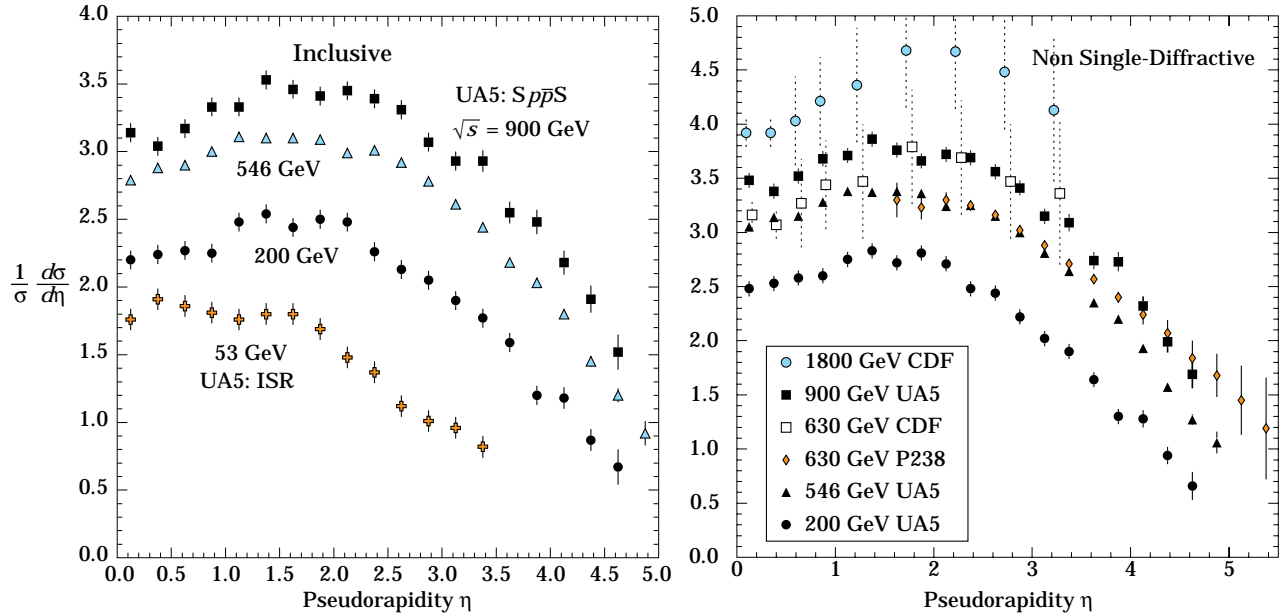 4.0
3.5
3.0
2.5
2.0
1.5
1.0
0.5
0.0
1/σ dσ/dη
Inclusive
UA5: Spp̅S
√s = 900 GeV
546 GeV
200 GeV
53 GeV
UA5: ISR
0.0 0.5 1.0 1.5 2.0 2.5 3.0 3.5 4.0 4.5 5.0
Pseudorapidity η
5.0
4.5
4.0
3.5
3.0
2.5
2.0
1.5
1.0
0.5
0.0
Non Single-Diffractive
1800 GeV CDF
900 GeV UA5
630 GeV CDF
630 GeV P238
546 GeV UA5
200 GeV UA5
0 1 2 3 4 5
Pseudorapidity η